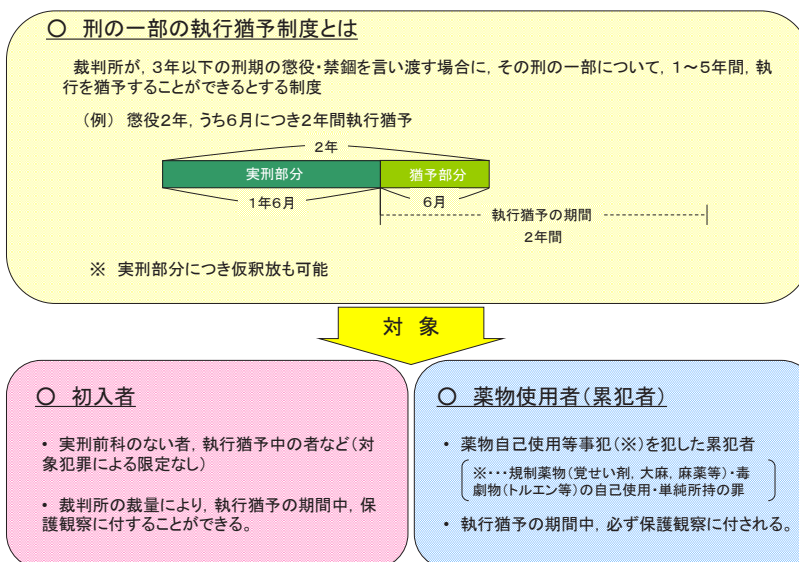 ○ 刑の一部の執行猶予制度とは
裁判所が，3年以下の刑期の懲役・禁錮を言い渡す場合に，その刑の一部について，1～5年間，執
行を猶予することができるとする制度
（例） 懲役2年，うち6月につき2年間執行猶予
2年
実刑部分 猶予部分
1年6月 6月
執行猶予の期間
2年間
※ 実刑部分につき仮釈放も可能
対 象
○ 初入者
・ 実刑前科のない者，執行猶予中の者など（対
象犯罪による限定なし）
・ 裁判所の裁量により，執行猶予の期間中，保
護観察に付することができる。
○ 薬物使用者（累犯者）
・ 薬物自己使用等事犯（※）を犯した累犯者
※・・・規制薬物（覚せい剤，大麻，麻薬等）・毒
劇物（トルエン等）の自己使用・単純所持の罪
・ 執行猶予の期間中，必ず保護観察に付される。